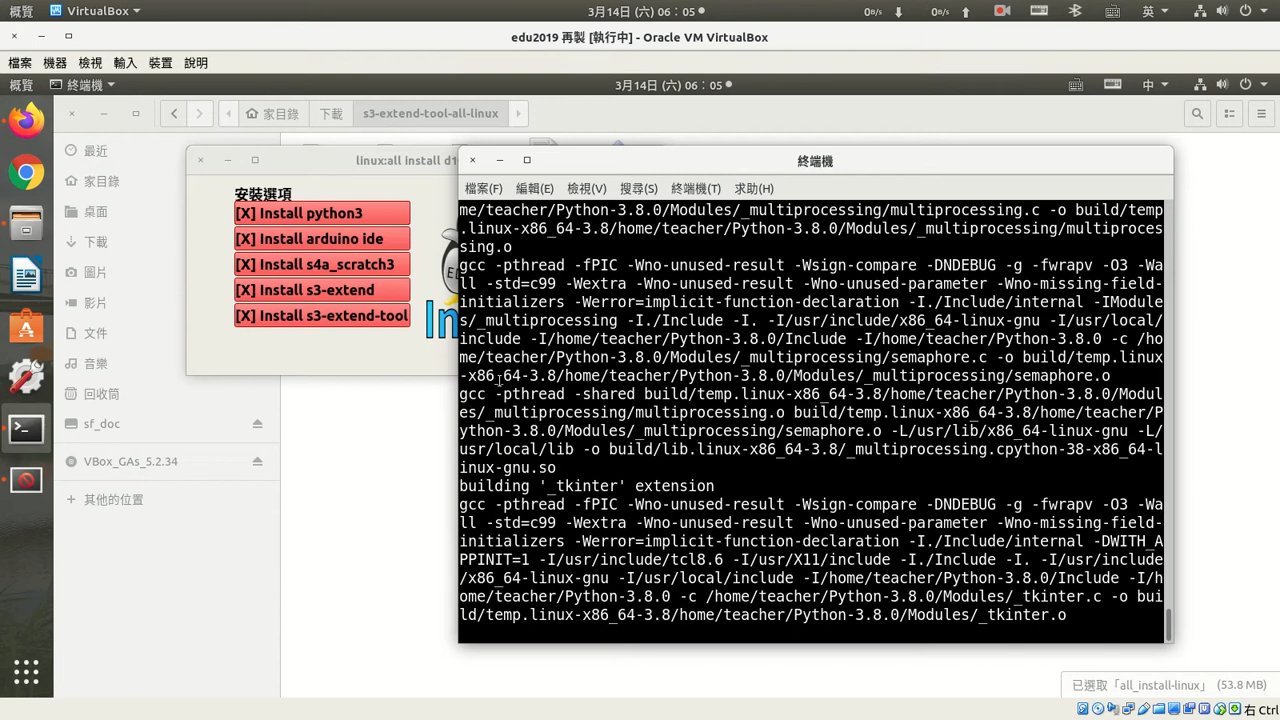 概覽 VirtualBox 3月14日 (六) 6：05 0B/s 0B/s 英
edu2019 再製 [執行中] - Oracle VM VirtualBox
檔案 機器 檢視 輸入 裝置 說明
概覽 終端機 3月14日 (六) 6：05 中
家目錄 下載 s3-extend-tool-all-linux
最近
家目錄
桌面
下載
圖片
影片
文件
音樂
回收筒
sf_doc
VBox_GAs_5.2.34
其他的位置
linux:all install d1
安裝選項
[X] Install python3
[X] Install arduino ide
[X] Install s4a_scratch3
[X] Install s3-extend
[X] Install s3-extend-tool
In
終端機
檔案(F) 編輯(E) 檢視(V) 搜尋(S) 終端機(T) 求助(H)
me/teacher/Python-3.8.0/Modules/_multiprocessing/multiprocessing.c -o build/temp
.linux-x86_64-3.8/home/teacher/Python-3.8.0/Modules/_multiprocessing/multiproces
sing.o
gcc -pthread -fPIC -Wno-unused-result -Wsign-compare -DNDEBUG -g -fwrapv -O3 -Wa
ll -std=c99 -Wextra -Wno-unused-result -Wno-unused-parameter -Wno-missing-field-
initializers -Werror=implicit-function-declaration -I./Include/internal -IModule
s/_multiprocessing -I./Include -I. -I/usr/include/x86_64-linux-gnu -I/usr/local/
include -I/home/teacher/Python-3.8.0/Include -I/home/teacher/Python-3.8.0 -c /ho
me/teacher/Python-3.8.0/Modules/_multiprocessing/semaphore.c -o build/temp.linux
-x86_64-3.8/home/teacher/Python-3.8.0/Modules/_multiprocessing/semaphore.o
gcc -pthread -shared build/temp.linux-x86_64-3.8/home/teacher/Python-3.8.0/Modul
es/_multiprocessing/multiprocessing.o build/temp.linux-x86_64-3.8/home/teacher/P
ython-3.8.0/Modules/_multiprocessing/semaphore.o -L/usr/lib/x86_64-linux-gnu -L/
usr/local/lib -o build/lib.linux-x86_64-3.8/_multiprocessing.cpython-38-x86_64-l
inux-gnu.so
building '_tkinter' extension
gcc -pthread -fPIC -Wno-unused-result -Wsign-compare -DNDEBUG -g -fwrapv -O3 -Wa
ll -std=c99 -Wextra -Wno-unused-result -Wno-unused-parameter -Wno-missing-field-
initializers -Werror=implicit-function-declaration -I./Include/internal -DWITH_A
PPINIT=1 -I/usr/include/tcl8.6 -I/usr/X11/include -I./Include -I. -I/usr/include
/x86_64-linux-gnu -I/usr/local/include -I/home/teacher/Python-3.8.0/Include -I/h
ome/teacher/Python-3.8.0 -c /home/teacher/Python-3.8.0/Modules/_tkinter.c -o bui
ld/temp.linux-x86_64-3.8/home/teacher/Python-3.8.0/Modules/_tkinter.o
已選取「all_install-linux」 (53.8 MB)
右 Ctrl